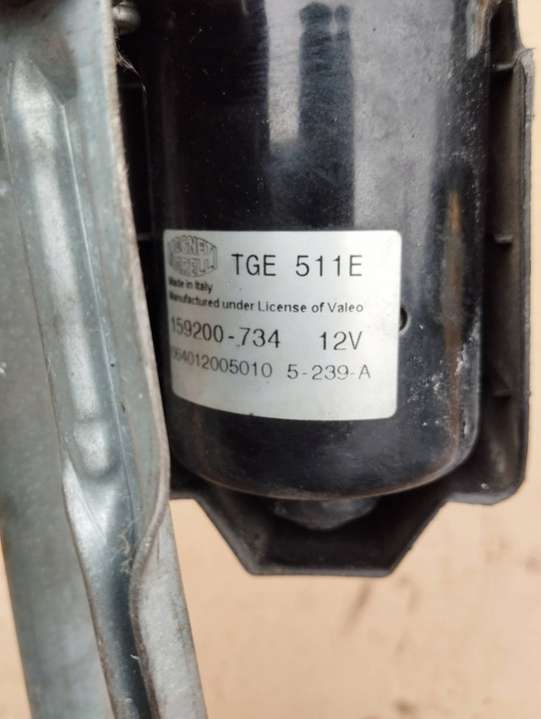 TGE 511E
Made in Italy
Manufactured under License of Valeo
159200-734 12V
064012005010 5-239-A